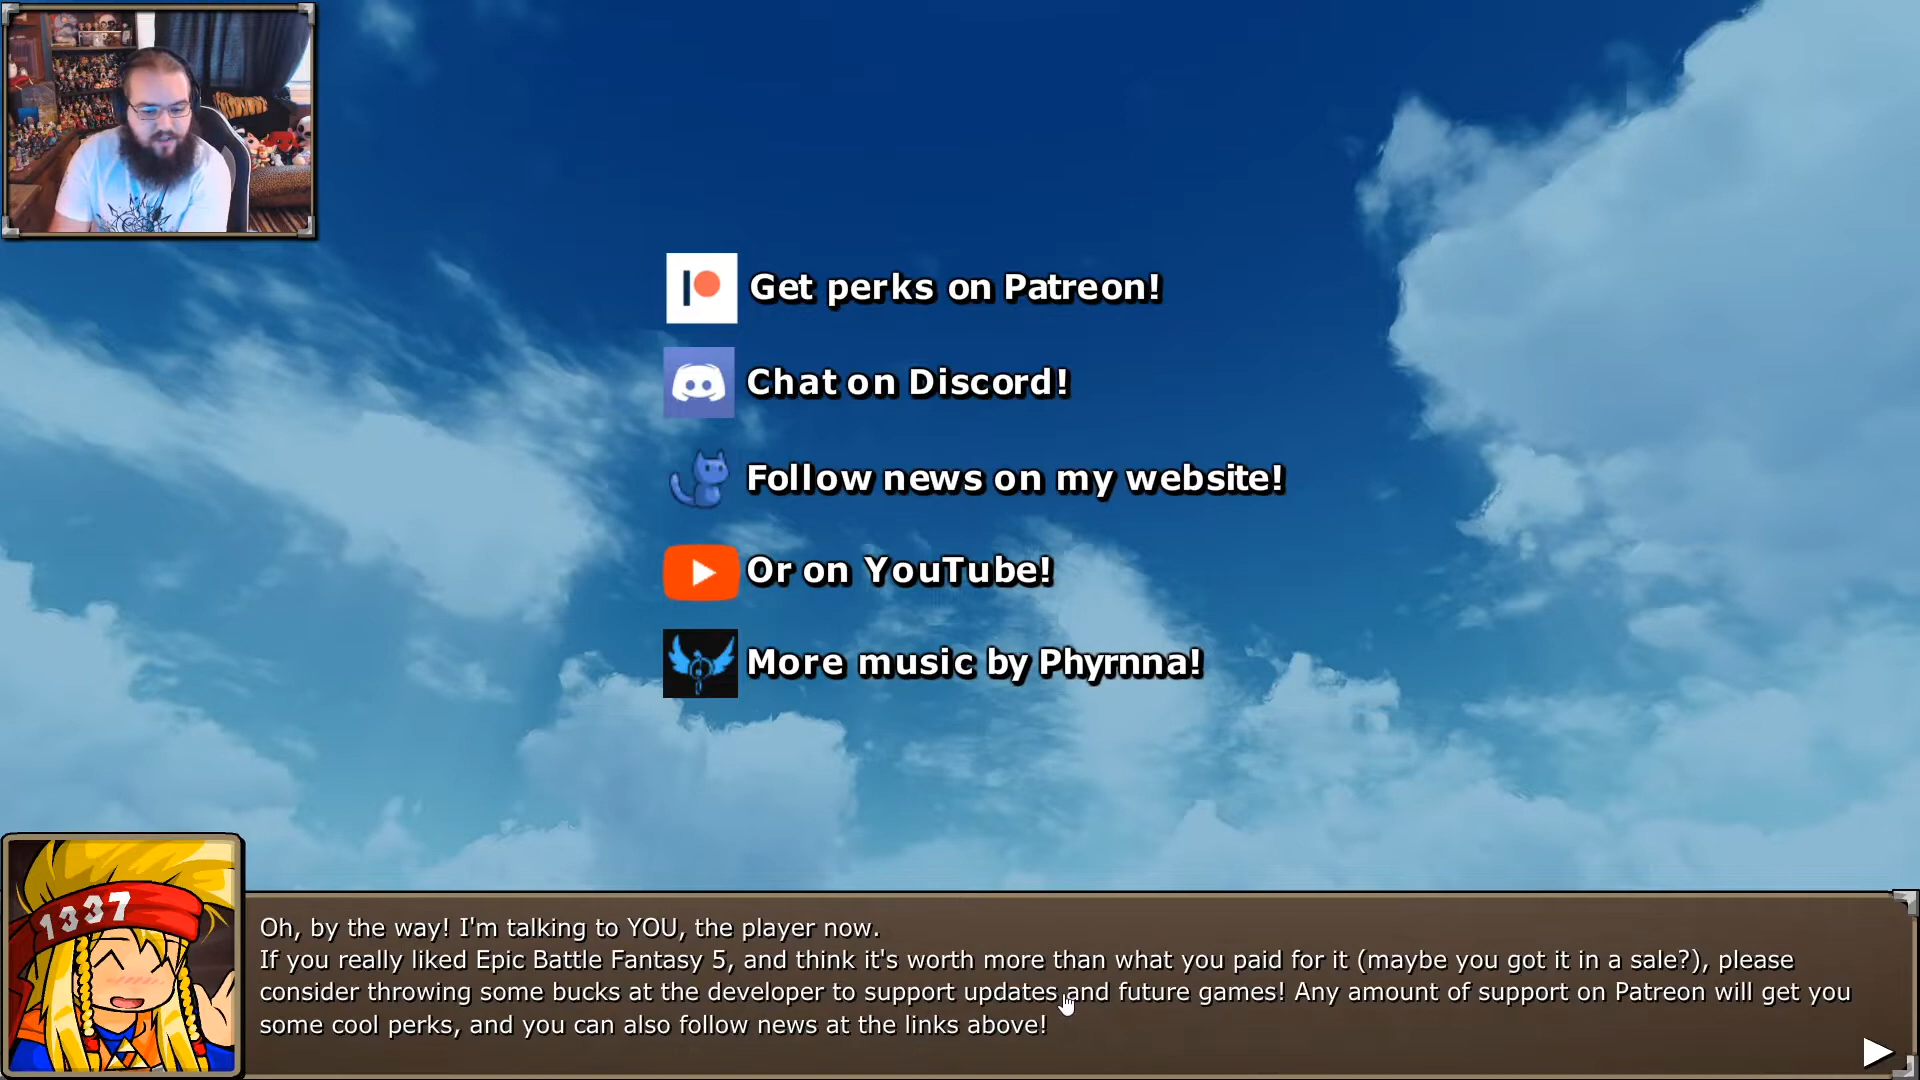 Get perks on Patreon!
Chat on Discord!
Follow news on my website!
Or on YouTube!
More music by Phyrnna!
1337
Oh, by the way! I'm talking to YOU, the player now.
If you really liked Epic Battle Fantasy 5, and think it's worth more than what you paid for it (maybe you got it in a sale?), please
consider throwing some bucks at the developer to support updates and future games! Any amount of support on Patreon will get you
some cool perks, and you can also follow news at the links above!